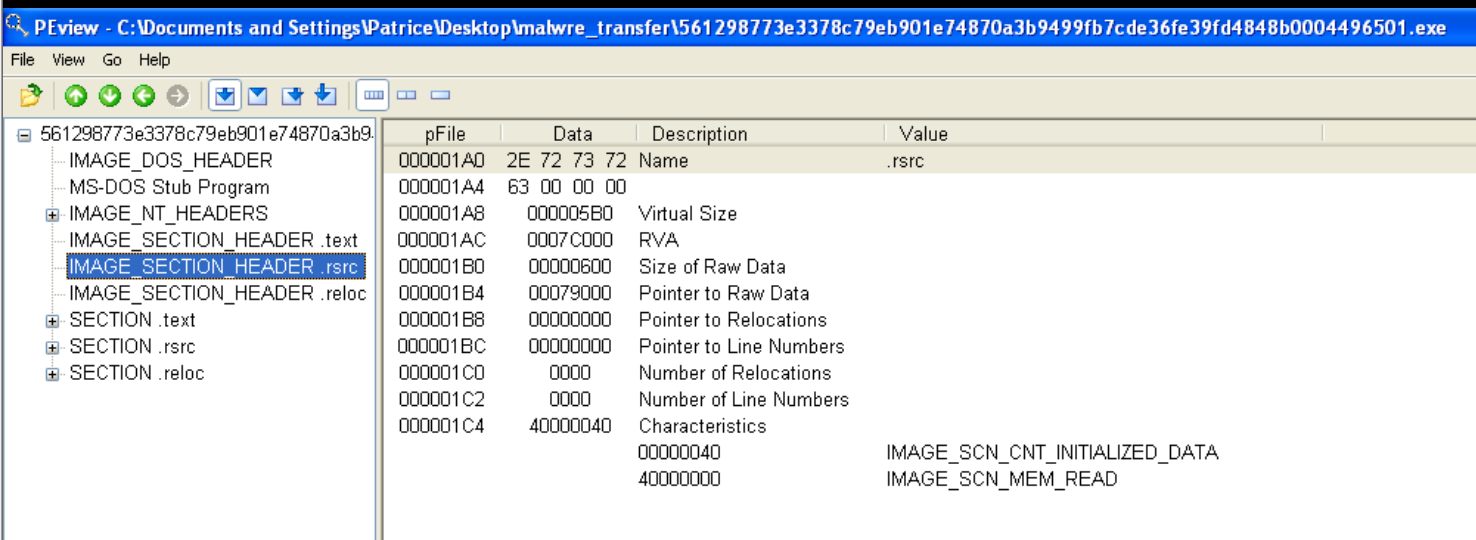 PEview - C:\Documents and Settings\Patrice\Desktop\malwre_transfer\561298773e3378c79eb901e74870a3b9499fb7cde36fe39fd4848b0004496501.exe
File View Go Help
561298773e3378c79eb901e74870a3b9
IMAGE_DOS_HEADER
MS-DOS Stub Program
IMAGE_NT_HEADERS
IMAGE_SECTION_HEADER .text
IMAGE_SECTION_HEADER .rsrc
IMAGE_SECTION_HEADER .reloc
SECTION .text
SECTION .rsrc
SECTION .reloc
pFile Data Description Value
000001A0 2E 72 73 72 Name .rsrc
000001A4 63 00 00 00
000001A8 000005B0 Virtual Size
000001AC 0007C000 RVA
000001B0 00000600 Size of Raw Data
000001B4 00079000 Pointer to Raw Data
000001B8 00000000 Pointer to Relocations
000001BC 00000000 Pointer to Line Numbers
000001C0 0000 Number of Relocations
000001C2 0000 Number of Line Numbers
000001C4 40000040 Characteristics
00000040 IMAGE_SCN_CNT_INITIALIZED_DATA
40000000 IMAGE_SCN_MEM_READ